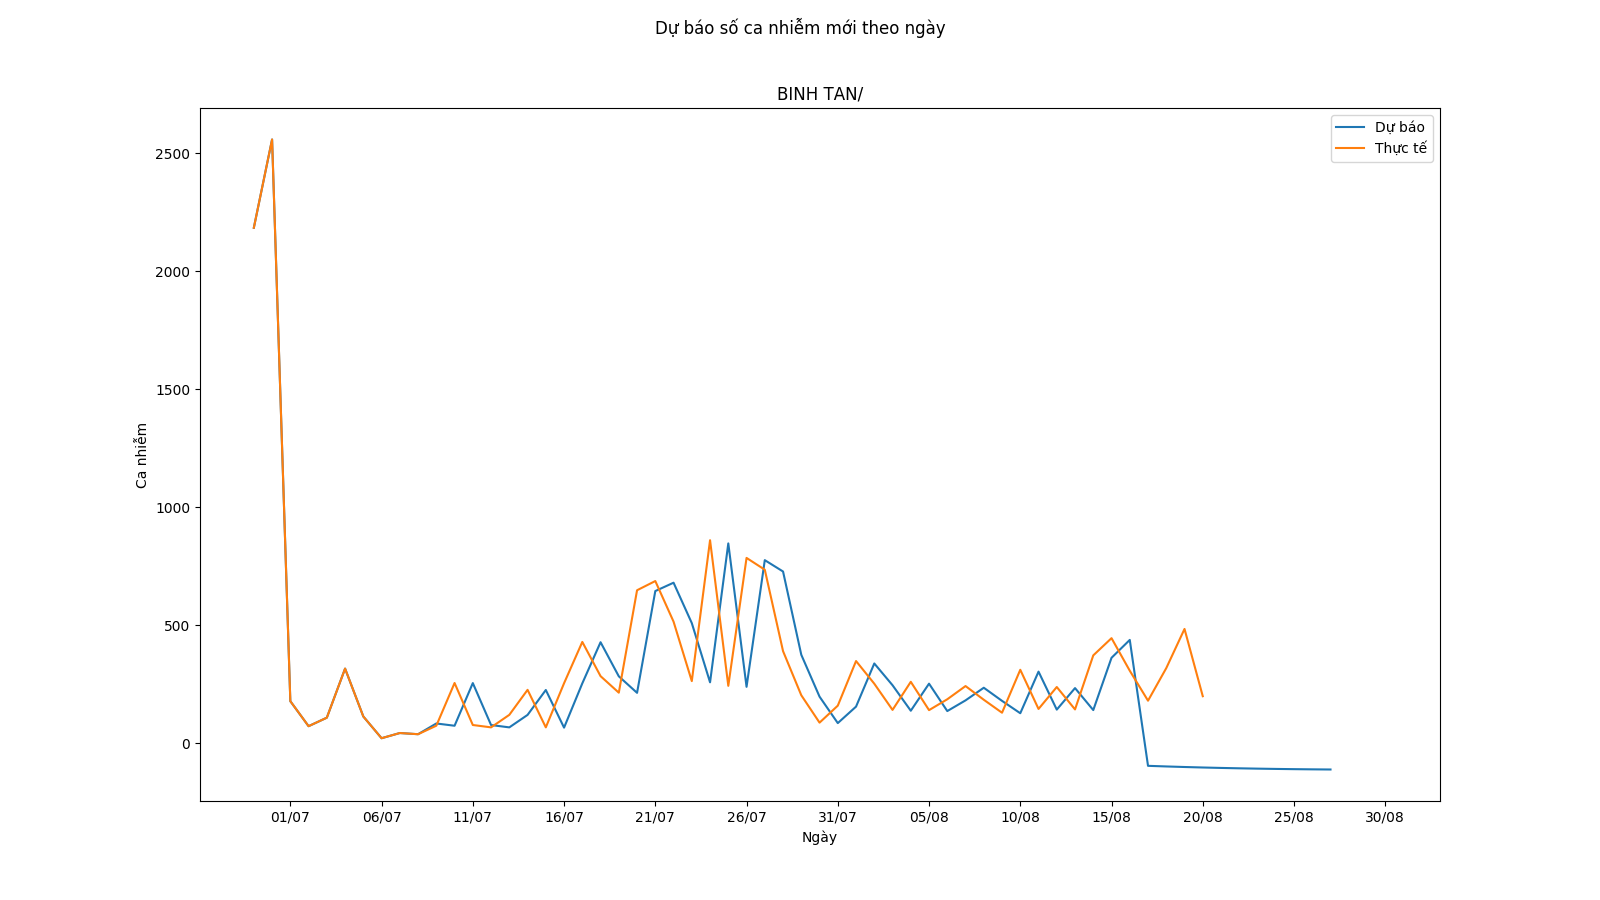 Dự báo số ca nhiễm mới theo ngày
BINH TAN/
Dự báo
Thực tế
2500
2000
1500
1000
500
0
Ca nhiễm
01/07 06/07 11/07 16/07 21/07 26/07 31/07 05/08 10/08 15/08 20/08 25/08 30/08
Ngày